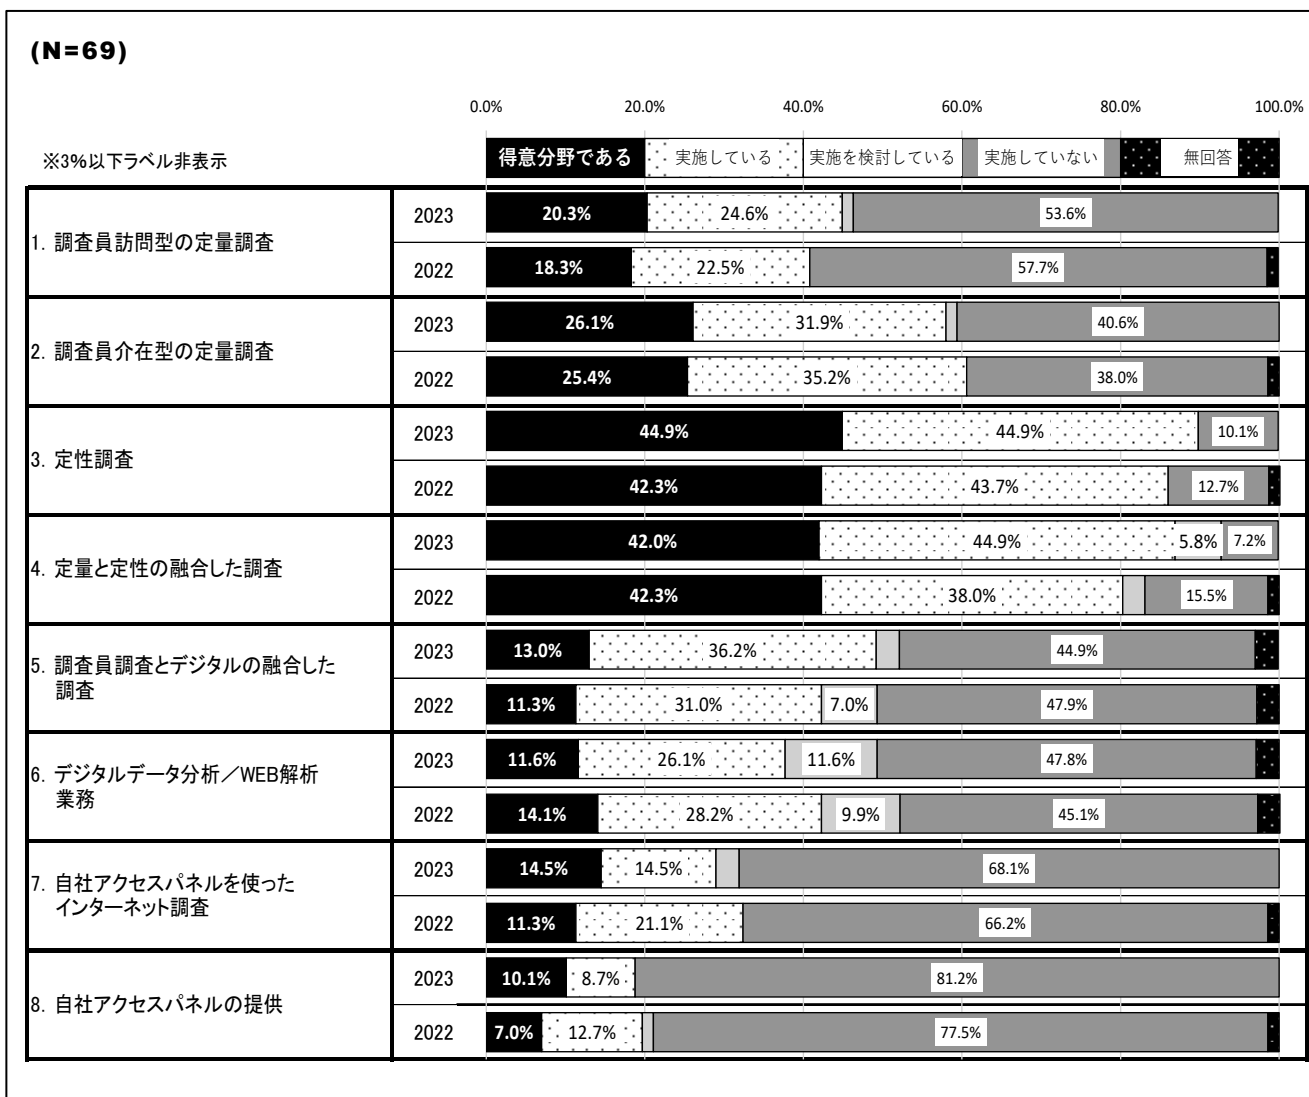 (N=69)
0.0% 20.0% 40.0% 60.0% 80.0% 100.0%
※3%以下ラベル非表示
得意分野である 実施している 実施を検討している 実施していない 無回答
1. 調査員訪問型の定量調査
2023 20.3% 24.6% 53.6%
2022 18.3% 22.5% 57.7%
2. 調査員介在型の定量調査
2023 26.1% 31.9% 40.6%
2022 25.4% 35.2% 38.0%
3. 定性調査
2023 44.9% 44.9% 10.1%
2022 42.3% 43.7% 12.7%
4. 定量と定性の融合した調査
2023 42.0% 44.9% 5.8% 7.2%
2022 42.3% 38.0% 15.5%
5. 調査員調査とデジタルの融合した
調査
2023 13.0% 36.2% 44.9%
2022 11.3% 31.0% 7.0% 47.9%
6. デジタルデータ分析／WEB解析
業務
2023 11.6% 26.1% 11.6% 47.8%
2022 14.1% 28.2% 9.9% 45.1%
7. 自社アクセスパネルを使った
インターネット調査
2023 14.5% 14.5% 68.1%
2022 11.3% 21.1% 66.2%
8. 自社アクセスパネルの提供
2023 10.1% 8.7% 81.2%
2022 7.0% 12.7% 77.5%